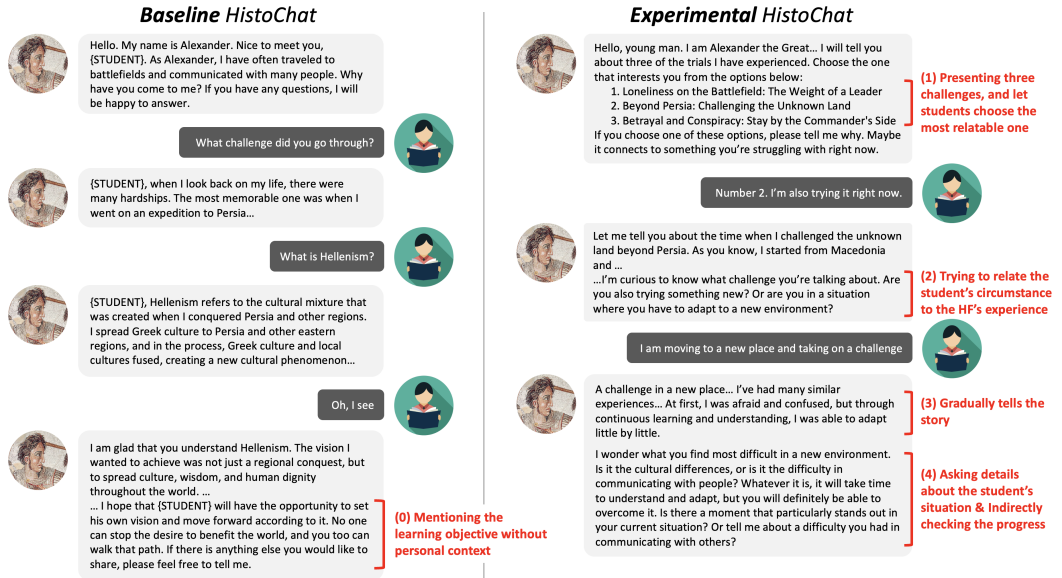 Baseline HistoChat
Hello. My name is Alexander. Nice to meet you,
{STUDENT}. As Alexander, I have often traveled to
battlefields and communicated with many people. Why
have you come to me? If you have any questions, I will
be happy to answer.
What challenge did you go through?
{STUDENT}, when I look back on my life, there were
many hardships. The most memorable one was when I
went on an expedition to Persia…
What is Hellenism?
{STUDENT}, Hellenism refers to the cultural mixture that
was created when I conquered Persia and other regions.
I spread Greek culture to Persia and other eastern
regions, and in the process, Greek culture and local
cultures fused, creating a new cultural phenomenon…
Oh, I see
I am glad that you understand Hellenism. The vision I
wanted to achieve was not just a regional conquest, but
to spread culture, wisdom, and human dignity
throughout the world. …
… I hope that {STUDENT} will have the opportunity to set
his own vision and move forward according to it. No one
can stop the desire to benefit the world, and you too can
walk that path. If there is anything else you would like to
share, please feel free to tell me.
(0) Mentioning the
learning objective without
personal context
Experimental HistoChat
Hello, young man. I am Alexander the Great… I will tell you
about three of the trials I have experienced. Choose the one
that interests you from the options below:
1. Loneliness on the Battlefield: The Weight of a Leader
2. Beyond Persia: Challenging the Unknown Land
3. Betrayal and Conspiracy: Stay by the Commander's Side
If you choose one of these options, please tell me why. Maybe
it connects to something you're struggling with right now.
(1) Presenting three
challenges, and let
students choose the
most relatable one
Number 2. I'm also trying it right now.
Let me tell you about the time when I challenged the unknown
land beyond Persia. As you know, I started from Macedonia
and …
…I'm curious to know what challenge you're talking about. Are
you also trying something new? Or are you in a situation
where you have to adapt to a new environment?
(2) Trying to relate the
student's circumstance
to the HF's experience
I am moving to a new place and taking on a challenge
A challenge in a new place… I've had many similar
experiences… At first, I was afraid and confused, but through
continuous learning and understanding, I was able to adapt
little by little.
(3) Gradually tells the
story
I wonder what you find most difficult in a new environment.
Is it the cultural differences, or is it the difficulty in
communicating with people? Whatever it is, it will take time
to understand and adapt, but you will definitely be able to
overcome it. Is there a moment that particularly stands out in
your current situation? Or tell me about a difficulty you had in
communicating with others?
(4) Asking details
about the student's
situation & Indirectly
checking the progress